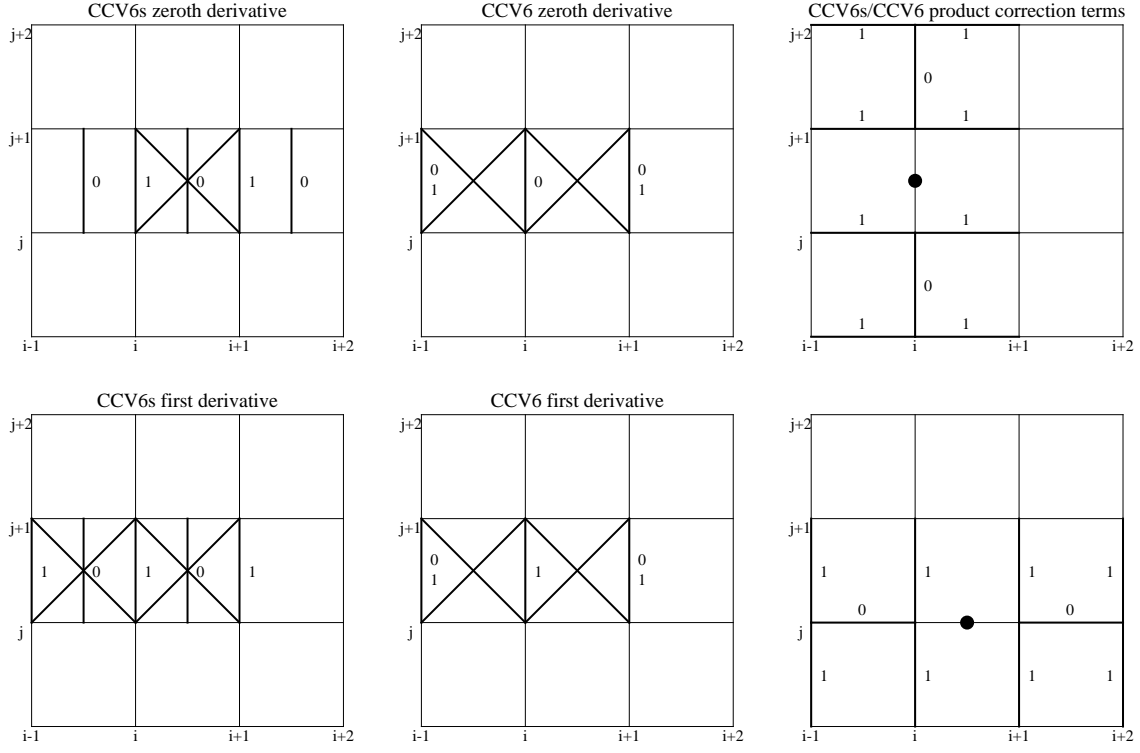 CCV6s zeroth derivative CCV6 zeroth derivative CCV6s/CCV6 product correction terms
j+2 j+2 j+2 1 1
0
1 1
j+1 j+1 j+1
0 1 0 1 0 0 1 0 0 1
1 1
j j j
0
1 1
i-1 i i+1 i+2 i-1 i i+1 i+2 i-1 i i+1 i+2
CCV6s first derivative CCV6 first derivative
j+2 j+2 j+2
j+1 j+1 j+1
1 0 1 0 1 0 1 1 0 1 1 1 1 1
0 0
j j j
1 1 1 1
i-1 i i+1 i+2 i-1 i i+1 i+2 i-1 i i+1 i+2